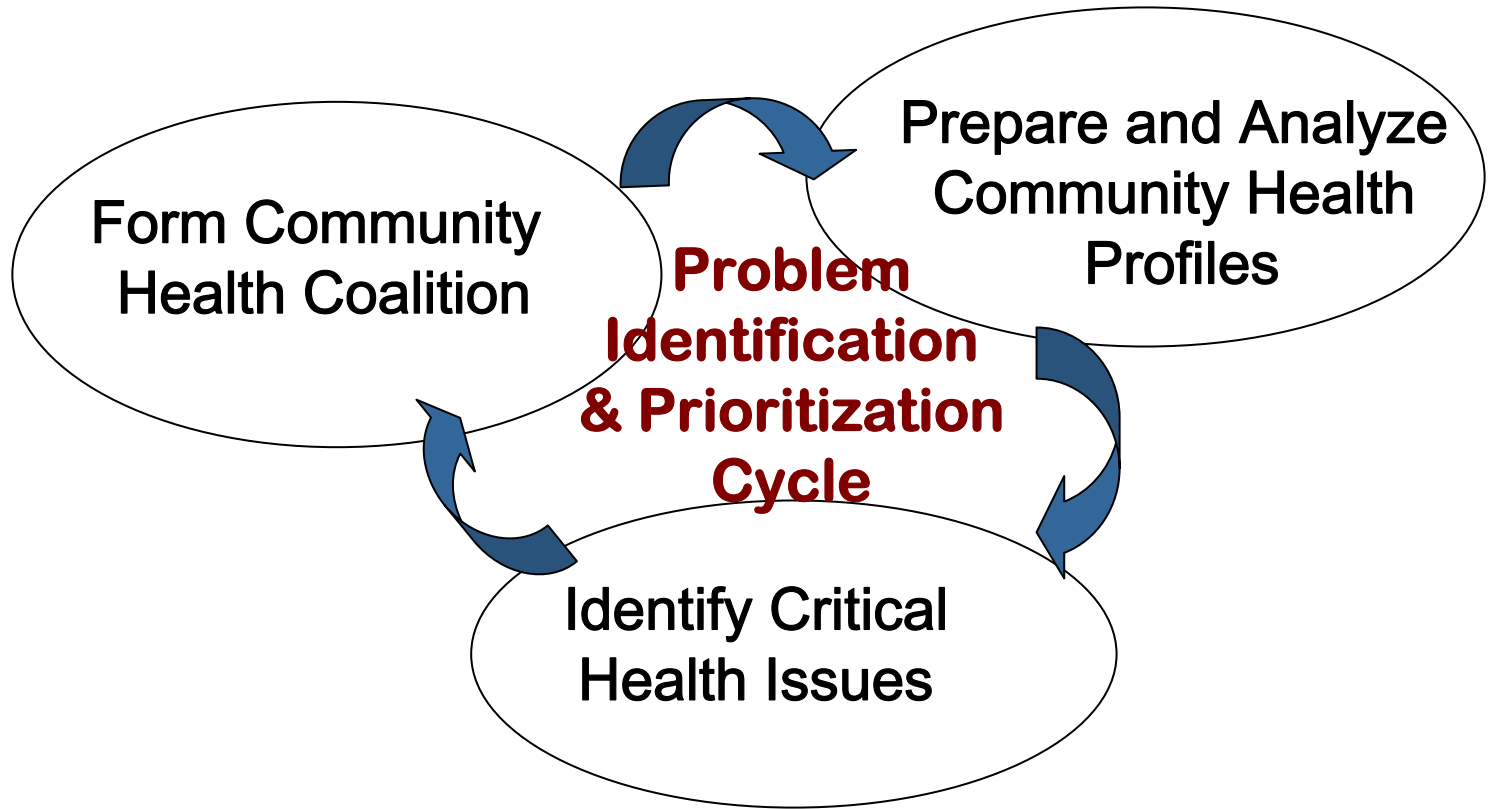 Form Community
Health Coalition
Prepare and Analyze
Community Health
Profiles
Problem
Identification
& Prioritization
Cycle
Identify Critical
Health Issues